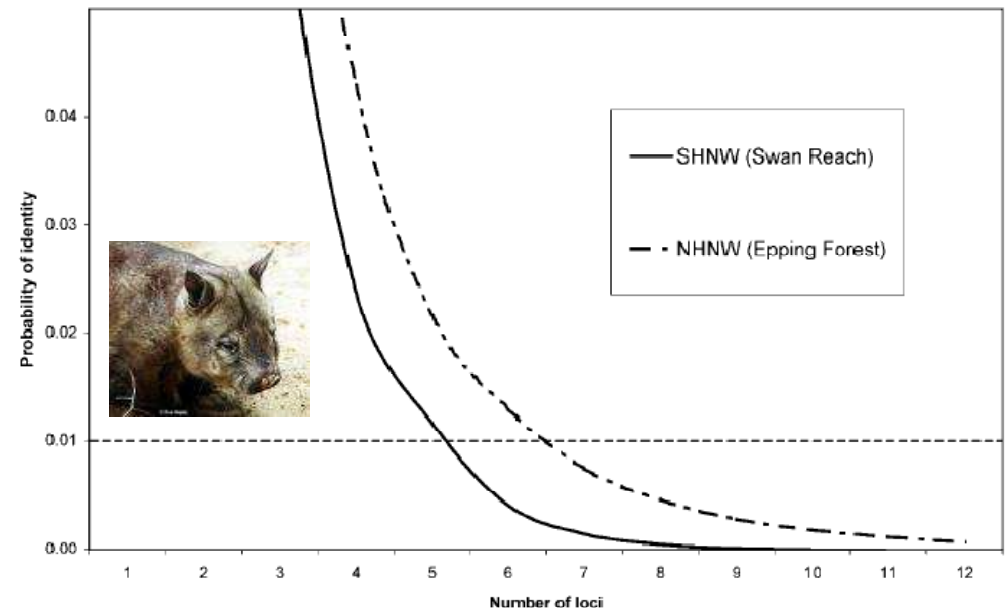 0.04
0.03
0.02
0.01
0.00
Probability of identity
SHNW (Swan Reach)
NHNW (Epping Forest)
1 2 3 4 5 6 7 8 9 10 11 12
Number of loci